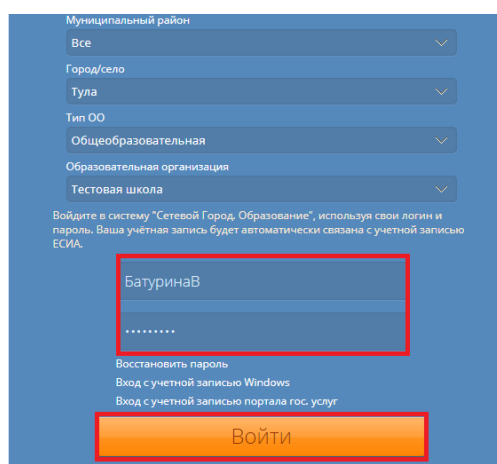 Муниципальный район
Все
Город/село
Тула
Тип ОО
Общеобразовательная
Образовательная организация
Тестовая школа
Войдите в систему "Сетевой Город. Образование", используя свои логин и
пароль. Ваша учётная запись будет автоматически связана с учетной записью
ЕСИА.
БатуринаВ
•••••••••
Восстановить пароль
Вход с учетной записью Windows
Вход с учетной записью портала гос. услуг
Войти